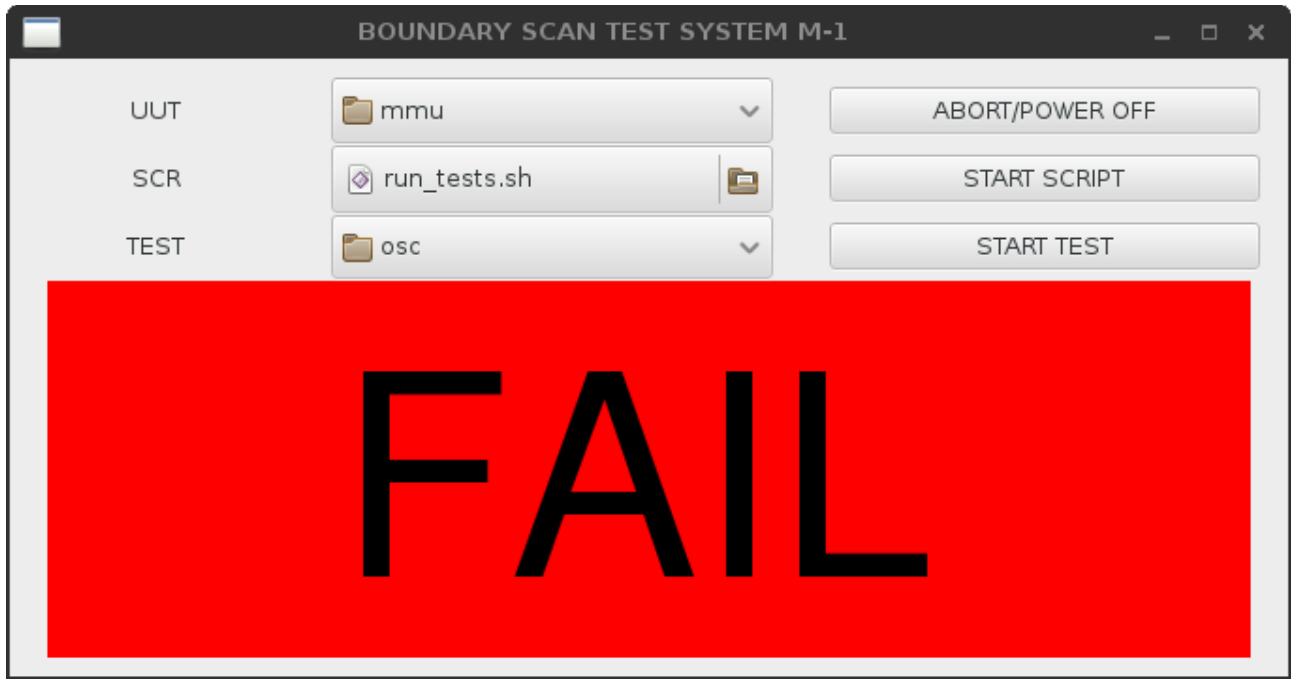 BOUNDARY SCAN TEST SYSTEM M-1
UUT mmu ABORT/POWER OFF
SCR run_tests.sh START SCRIPT
TEST osc START TEST
FAIL